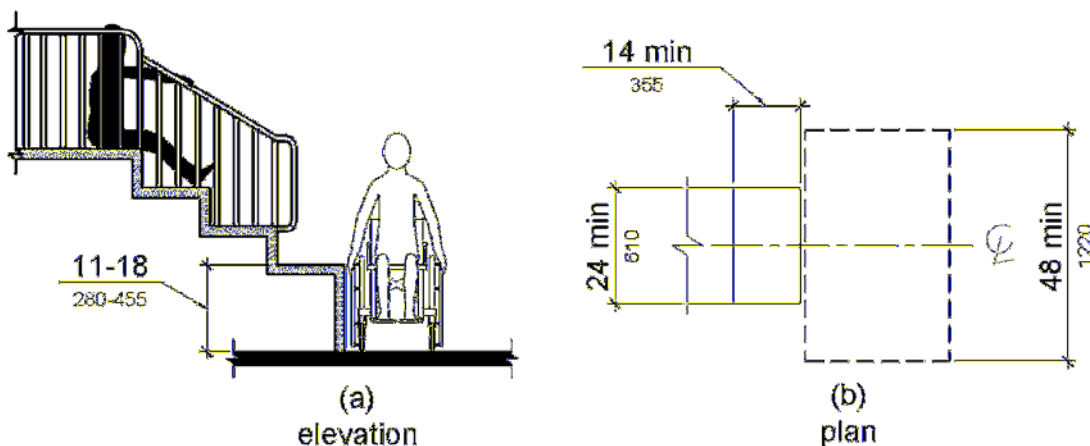 14 min
355
11-18
280-455
24 min
610
48 min
1220
(a)
elevation
(b)
plan